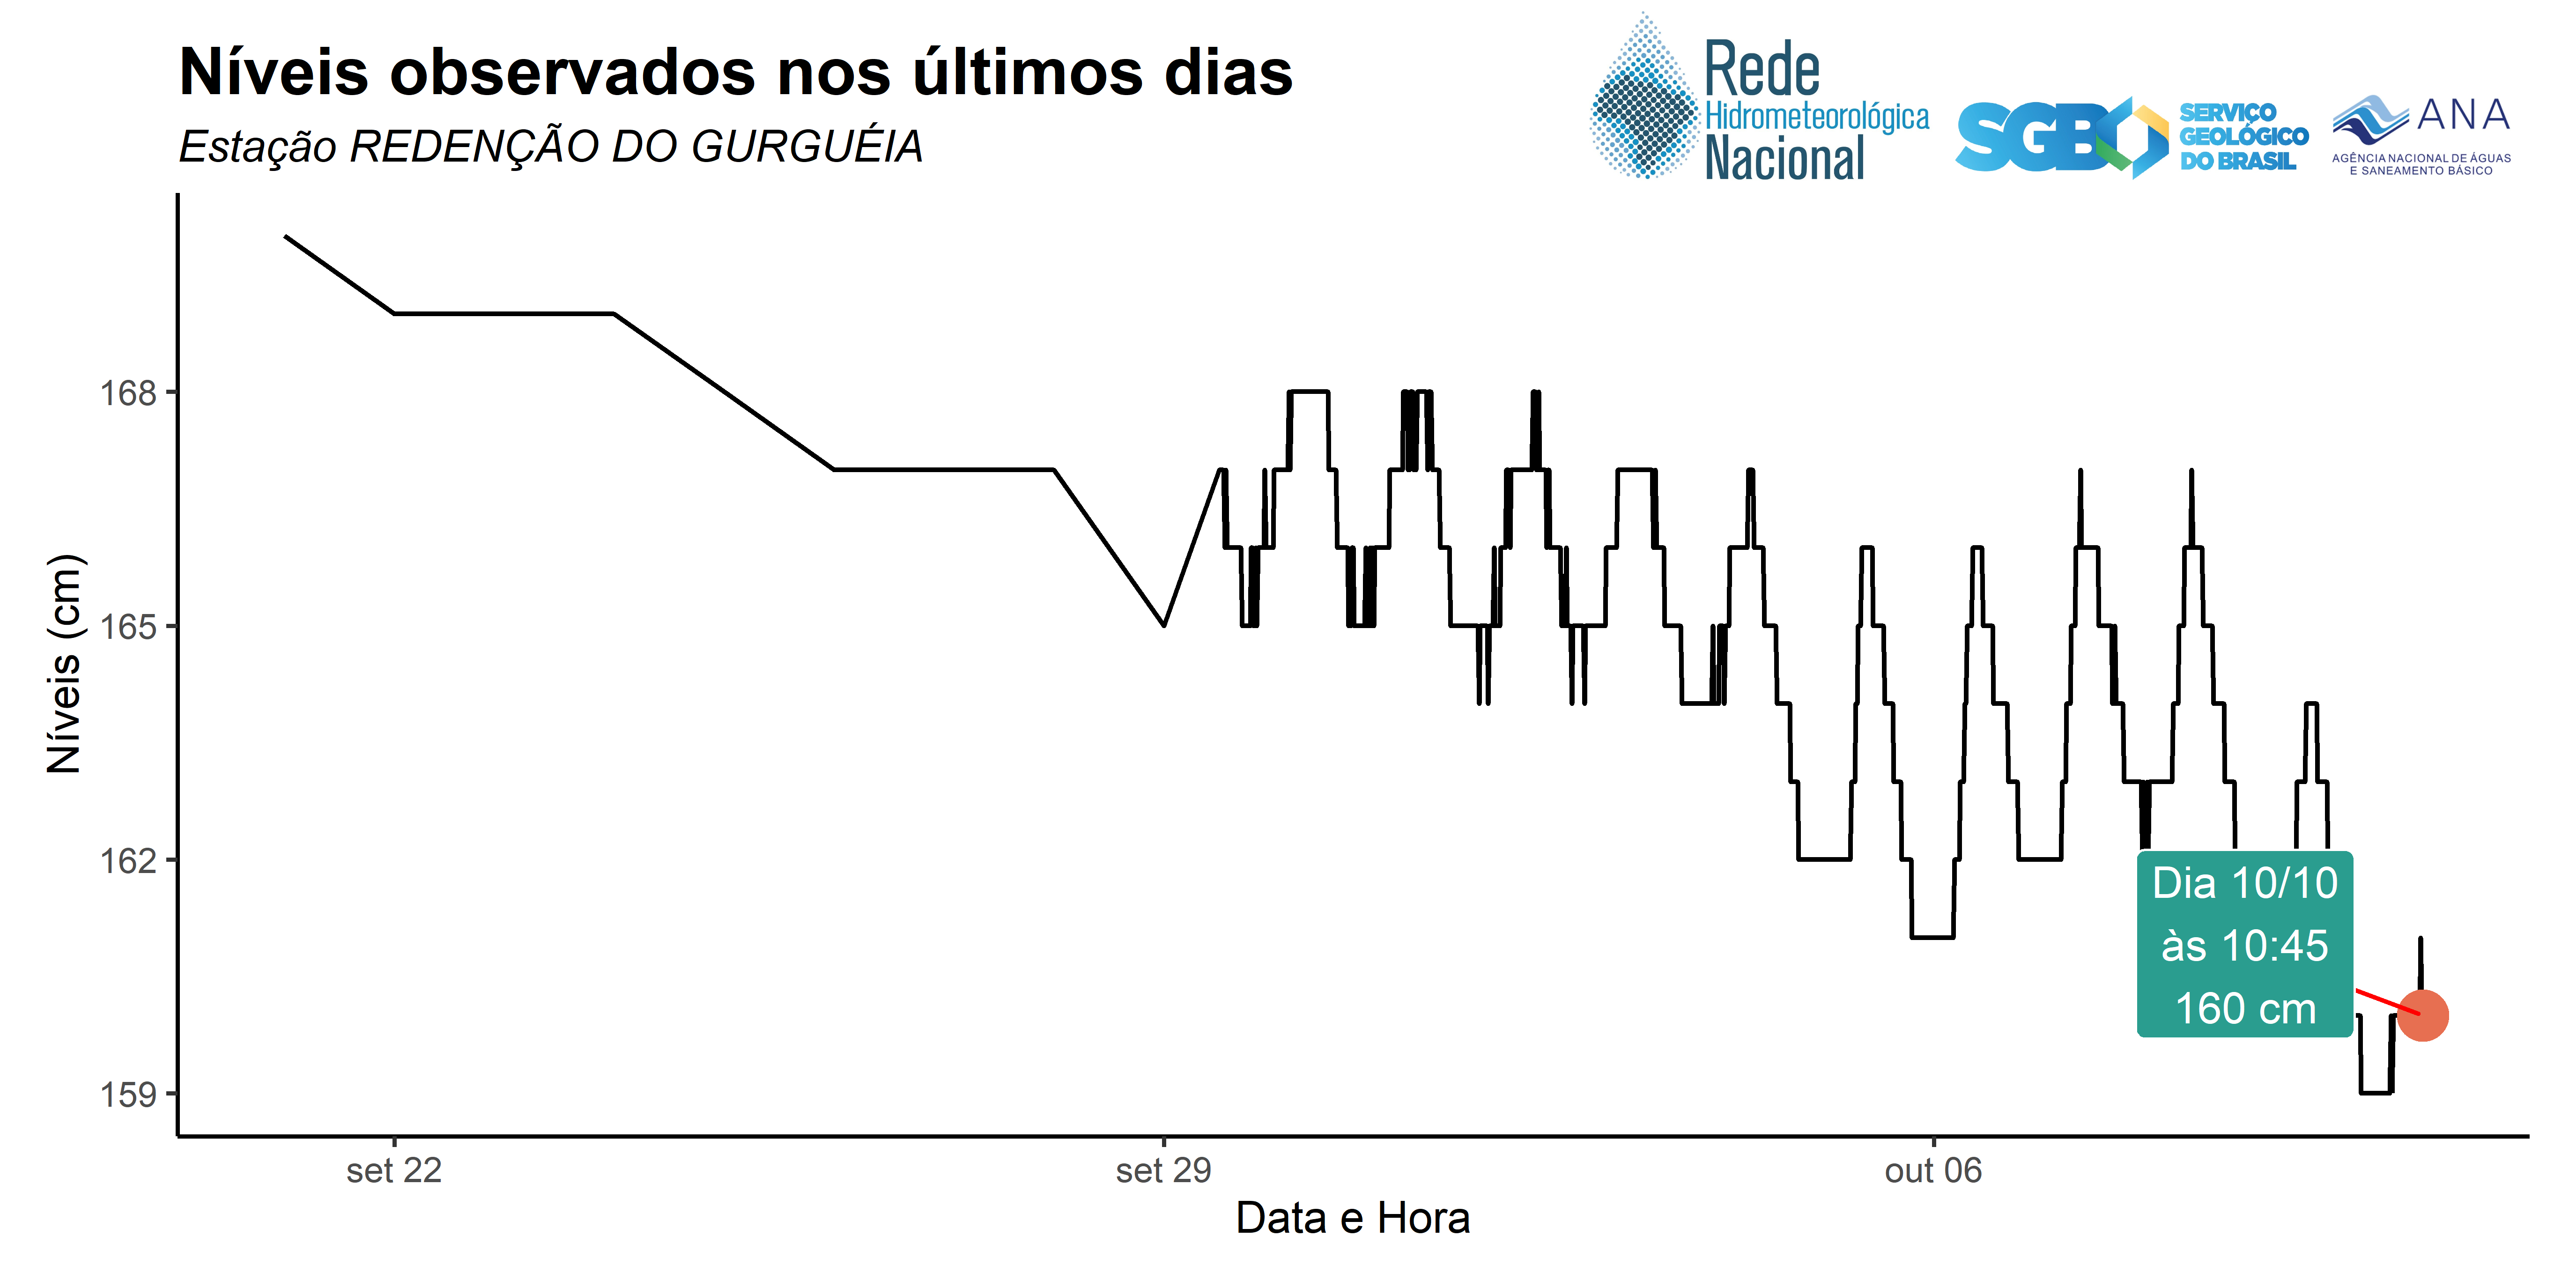 Níveis observados nos últimos dias
Estação REDENÇÃO DO GURGUÉIA
Rede
Hidrometeorológica
Nacional
SGB
SERVIÇO
GEOLÓGICO
DO BRASIL
ANA
AGÊNCIA NACIONAL DE ÁGUAS
E SANEAMENTO BÁSICO
Níveis (cm)
168
165
162
159
Dia 10/10
às 10:45
160 cm
set 22
set 29
out 06
Data e Hora